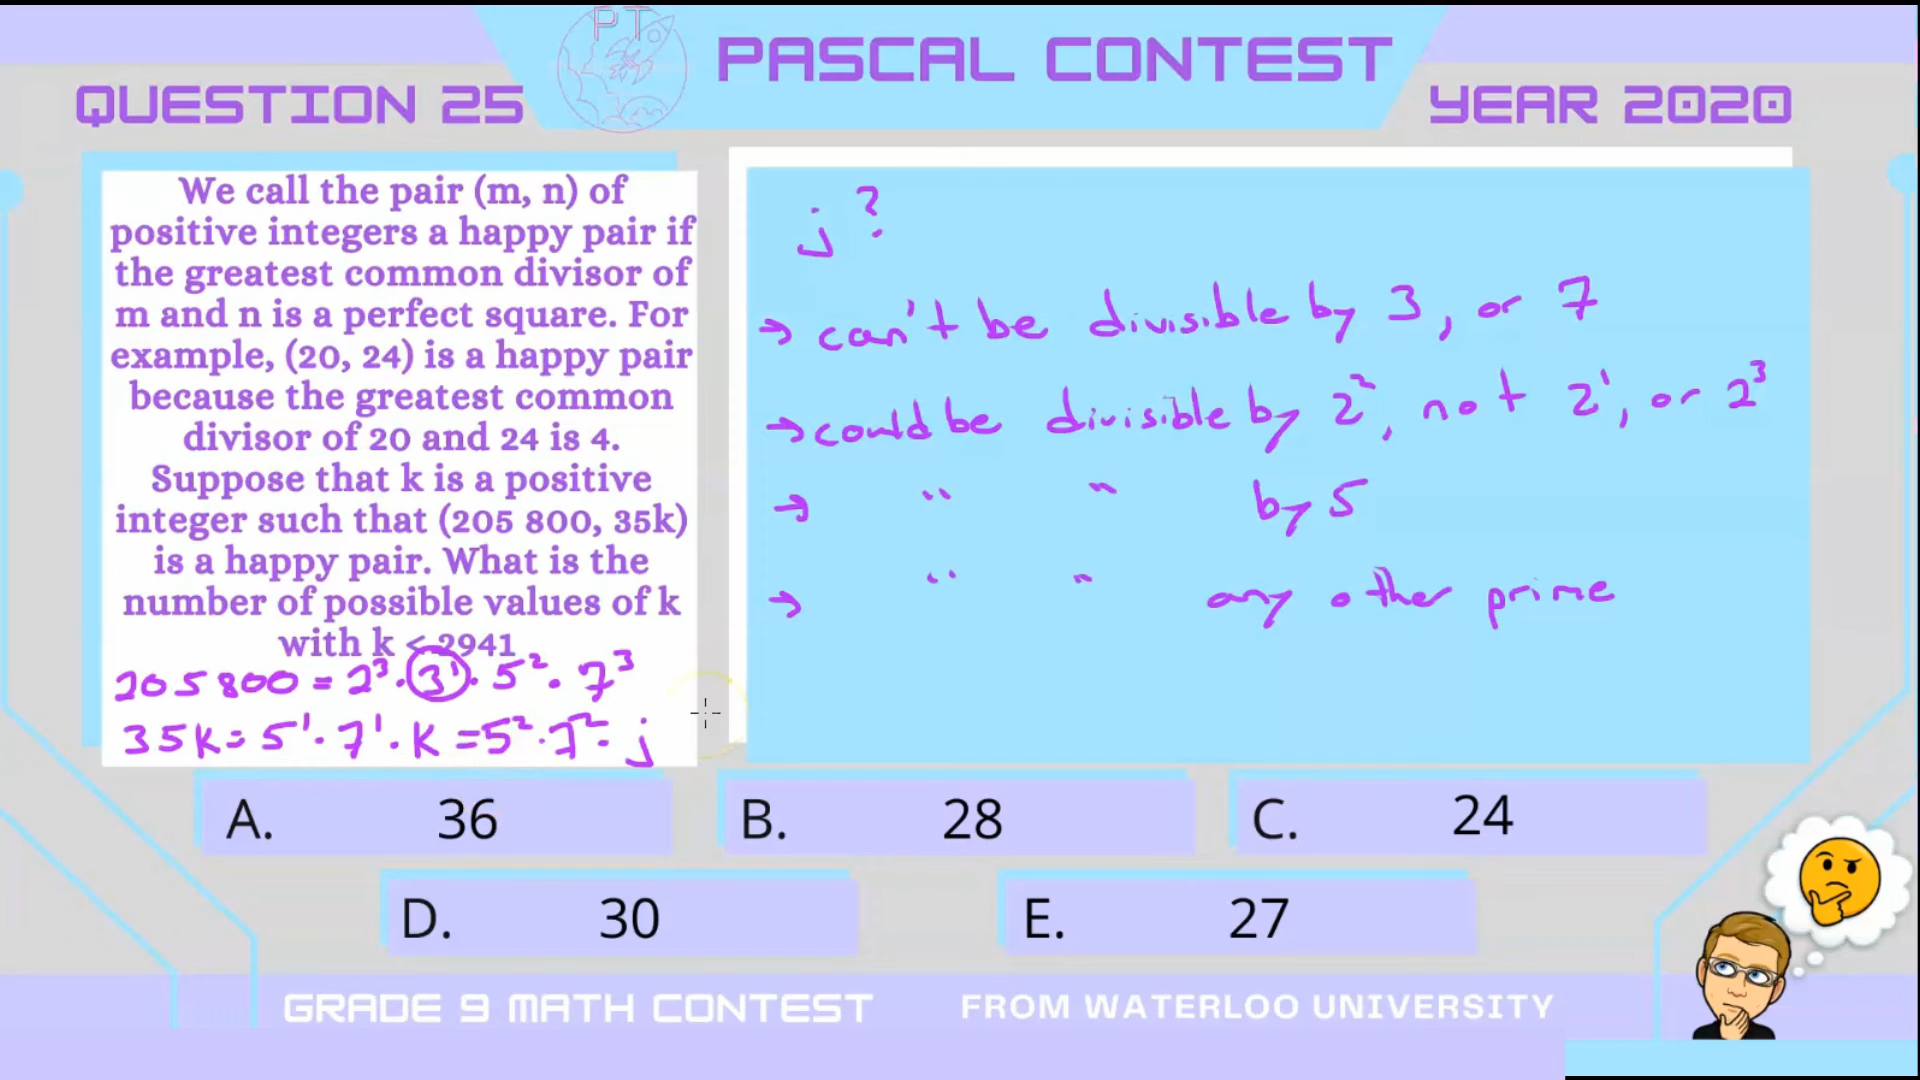 PT
PASCAL CONTEST
QUESTION 25
YEAR 2020
We call the pair (m, n) of
positive integers a happy pair if
the greatest common divisor of
m and n is a perfect square. For
example, (20, 24) is a happy pair
because the greatest common
divisor of 20 and 24 is 4.
Suppose that k is a positive
integer such that (205 800, 35k)
is a happy pair. What is the
number of possible values of k
with k < 2941
205800 = 2³ · 3¹ · 5² · 7³
35k = 5¹ · 7¹ · k = 5² · 7² · j
j ?
→ can't be divisible by 3, or 7
→ could be divisible by 2², not 2¹, or 2³
→ " " by 5
→ " " any other prime
A. 36
B. 28
C. 24
D. 30
E. 27
GRADE 9 MATH CONTEST
FROM WATERLOO UNIVERSITY